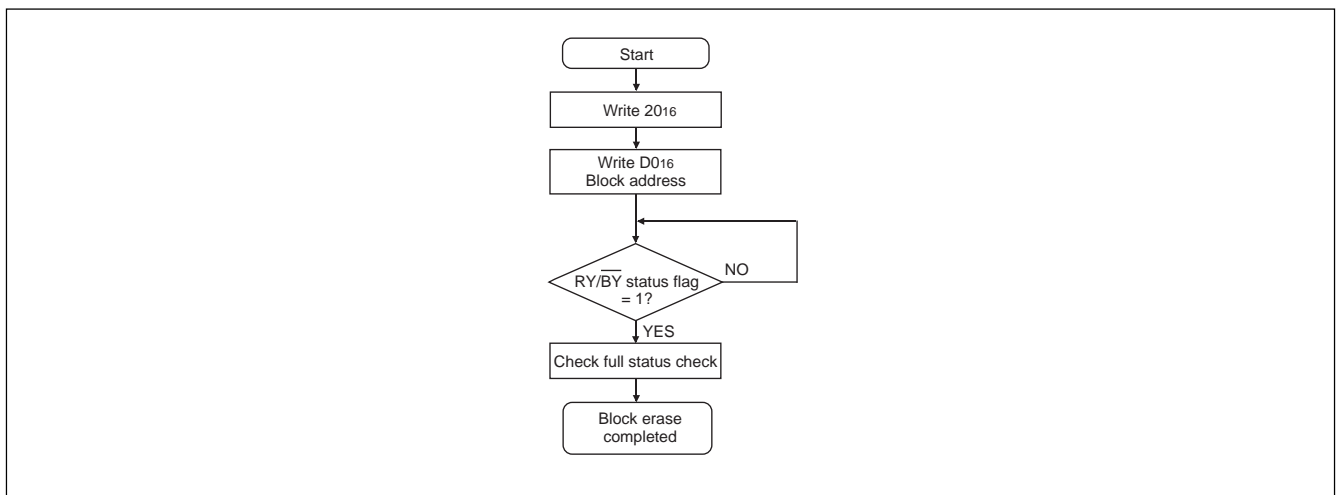 Start
Write 2016
Write D016
Block address
NO
RY/B̅Y̅ status flag
= 1?
YES
Check full status check
Block erase
completed